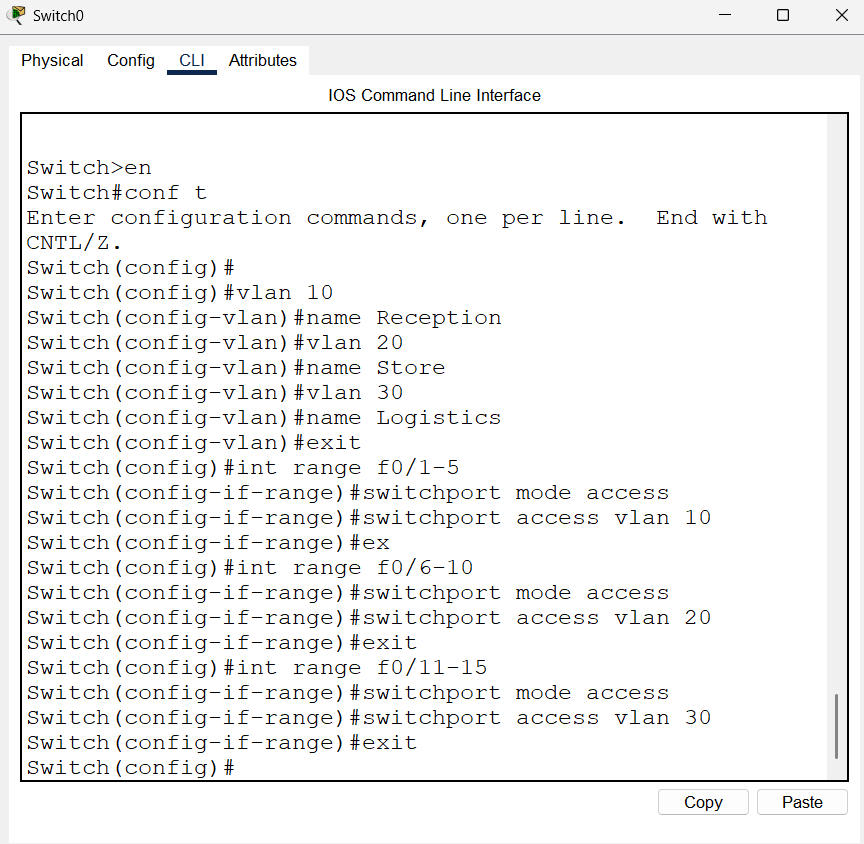 Switch0
Physical Config CLI Attributes
IOS Command Line Interface
Switch>en
Switch#conf t
Enter configuration commands, one per line.  End with
CNTL/Z.
Switch(config)#
Switch(config)#vlan 10
Switch(config-vlan)#name Reception
Switch(config-vlan)#vlan 20
Switch(config-vlan)#name Store
Switch(config-vlan)#vlan 30
Switch(config-vlan)#name Logistics
Switch(config-vlan)#exit
Switch(config)#int range f0/1-5
Switch(config-if-range)#switchport mode access
Switch(config-if-range)#switchport access vlan 10
Switch(config-if-range)#ex
Switch(config)#int range f0/6-10
Switch(config-if-range)#switchport mode access
Switch(config-if-range)#switchport access vlan 20
Switch(config-if-range)#exit
Switch(config)#int range f0/11-15
Switch(config-if-range)#switchport mode access
Switch(config-if-range)#switchport access vlan 30
Switch(config-if-range)#exit
Switch(config)#
Copy Paste